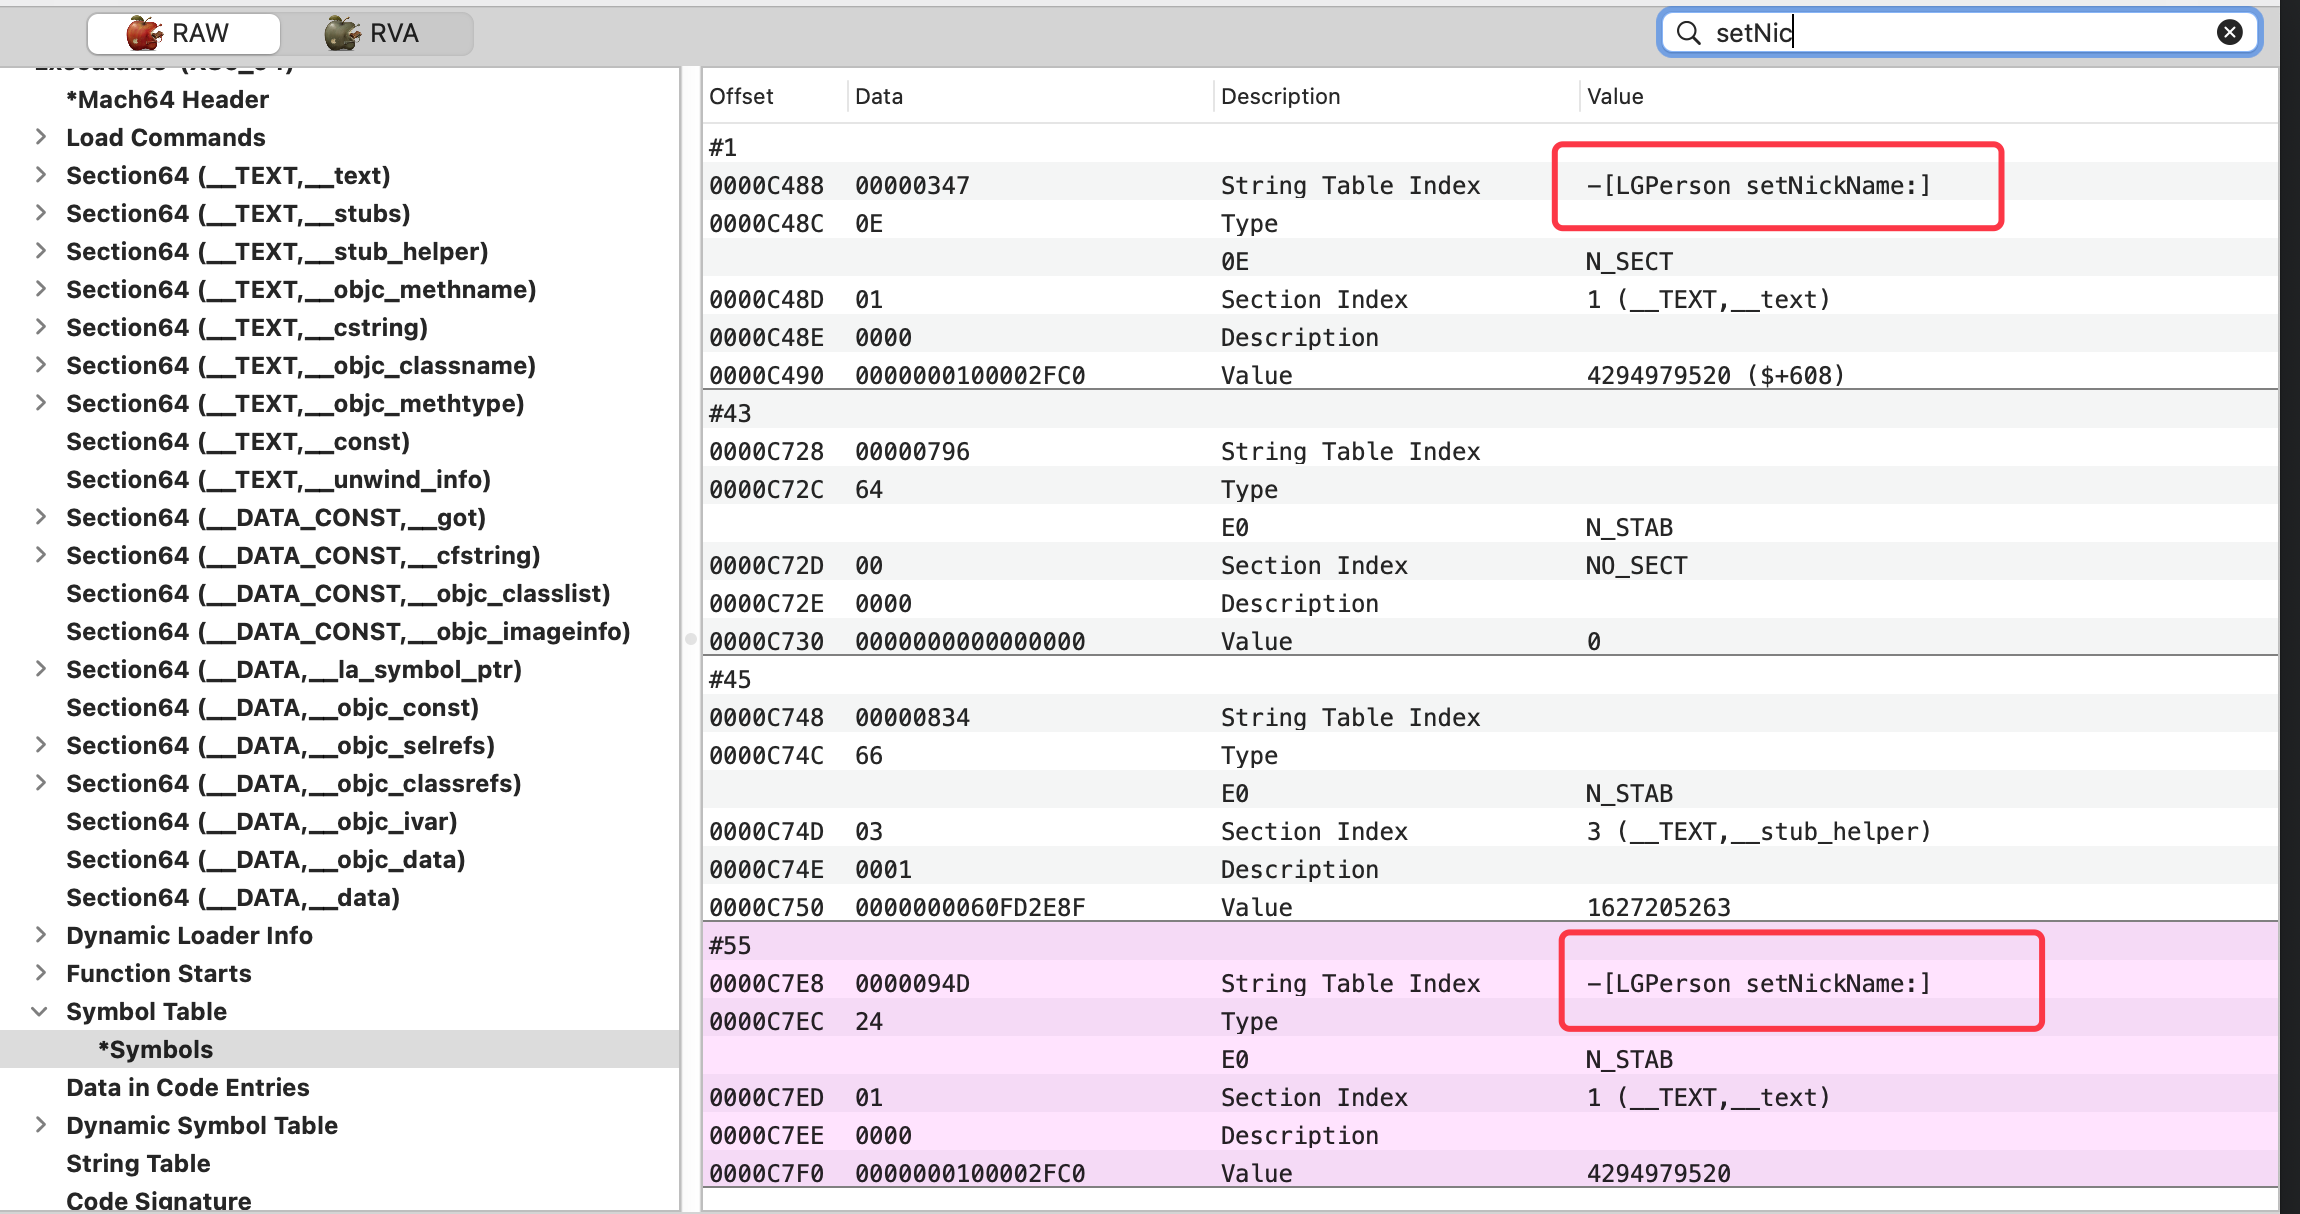 RAW
RVA
setNic
Executable (X86_64)
*Mach64 Header
Load Commands
Section64 (__TEXT,__text)
Section64 (__TEXT,__stubs)
Section64 (__TEXT,__stub_helper)
Section64 (__TEXT,__objc_methname)
Section64 (__TEXT,__cstring)
Section64 (__TEXT,__objc_classname)
Section64 (__TEXT,__objc_methtype)
Section64 (__TEXT,__const)
Section64 (__TEXT,__unwind_info)
Section64 (__DATA_CONST,__got)
Section64 (__DATA_CONST,__cfstring)
Section64 (__DATA_CONST,__objc_classlist)
Section64 (__DATA_CONST,__objc_imageinfo)
Section64 (__DATA,__la_symbol_ptr)
Section64 (__DATA,__objc_const)
Section64 (__DATA,__objc_selrefs)
Section64 (__DATA,__objc_classrefs)
Section64 (__DATA,__objc_ivar)
Section64 (__DATA,__objc_data)
Section64 (__DATA,__data)
Dynamic Loader Info
Function Starts
Symbol Table
*Symbols
Data in Code Entries
Dynamic Symbol Table
String Table
Code Signature
Offset Data Description Value
#1
0000C488 00000347 String Table Index -[LGPerson setNickName:]
0000C48C 0E Type
0E N_SECT
0000C48D 01 Section Index 1 (__TEXT,__text)
0000C48E 0000 Description
0000C490 0000000100002FC0 Value 4294979520 ($+608)
#43
0000C728 00000796 String Table Index
0000C72C 64 Type
E0 N_STAB
0000C72D 00 Section Index NO_SECT
0000C72E 0000 Description
0000C730 0000000000000000 Value 0
#45
0000C748 00000834 String Table Index
0000C74C 66 Type
E0 N_STAB
0000C74D 03 Section Index 3 (__TEXT,__stub_helper)
0000C74E 0001 Description
0000C750 0000000060FD2E8F Value 1627205263
#55
0000C7E8 0000094D String Table Index -[LGPerson setNickName:]
0000C7EC 24 Type
E0 N_STAB
0000C7ED 01 Section Index 1 (__TEXT,__text)
0000C7EE 0000 Description
0000C7F0 0000000100002FC0 Value 4294979520